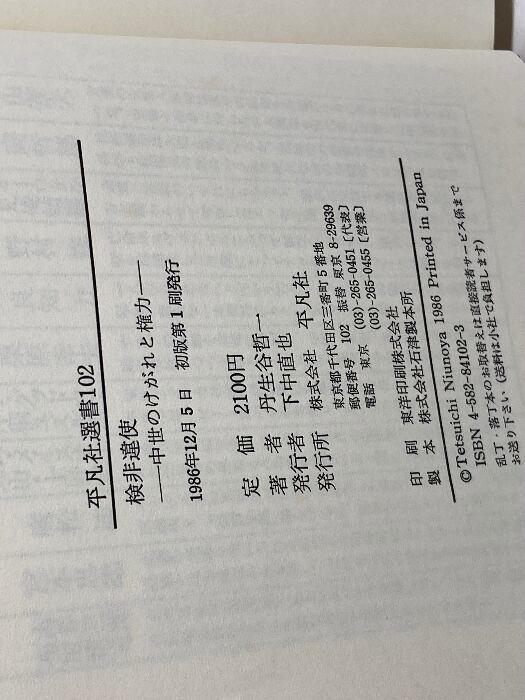 平凡社選書102
検非違使
──中世のけがれと権力──
1986年12月5日　初版第1刷発行
定　価　2100円
著　者　丹生谷哲一
発行者　下中直也
発行所　株式会社　平凡社
東京都千代田区三番町5番地
郵便番号　102　振替 東京 8-29639
電話　東京　(03)-265-0451〔代表〕
(03)-265-0455〔営業〕
印　刷　東洋印刷株式会社
製　本　株式会社石津製本所
©Tetsuichi Niunoya 1986 Printed in Japan
ISBN 4-582-84102-3
乱丁・落丁本のお取替えは直接読者サービス係まで
お送り下さい（送料は小社で負担します）